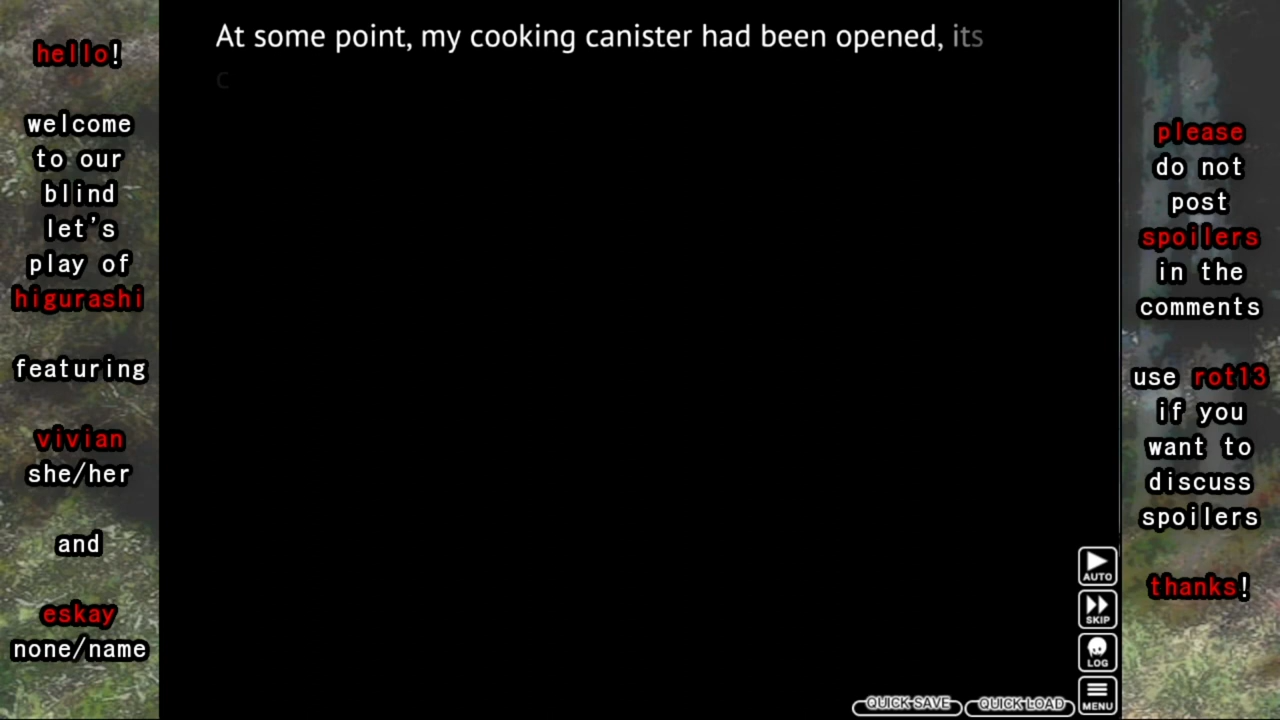 hello!
welcome
to our
blind
let's
play of
higurashi
featuring
vivian
she/her
and
eskay
none/name
At some point, my cooking canister had been opened, its
c
please
do not
post
spoilers
in the
comments
use rot13
if you
want to
discuss
spoilers
thanks!
AUTO
SKIP
LOG
MENU
QUICK SAVE
QUICK LOAD